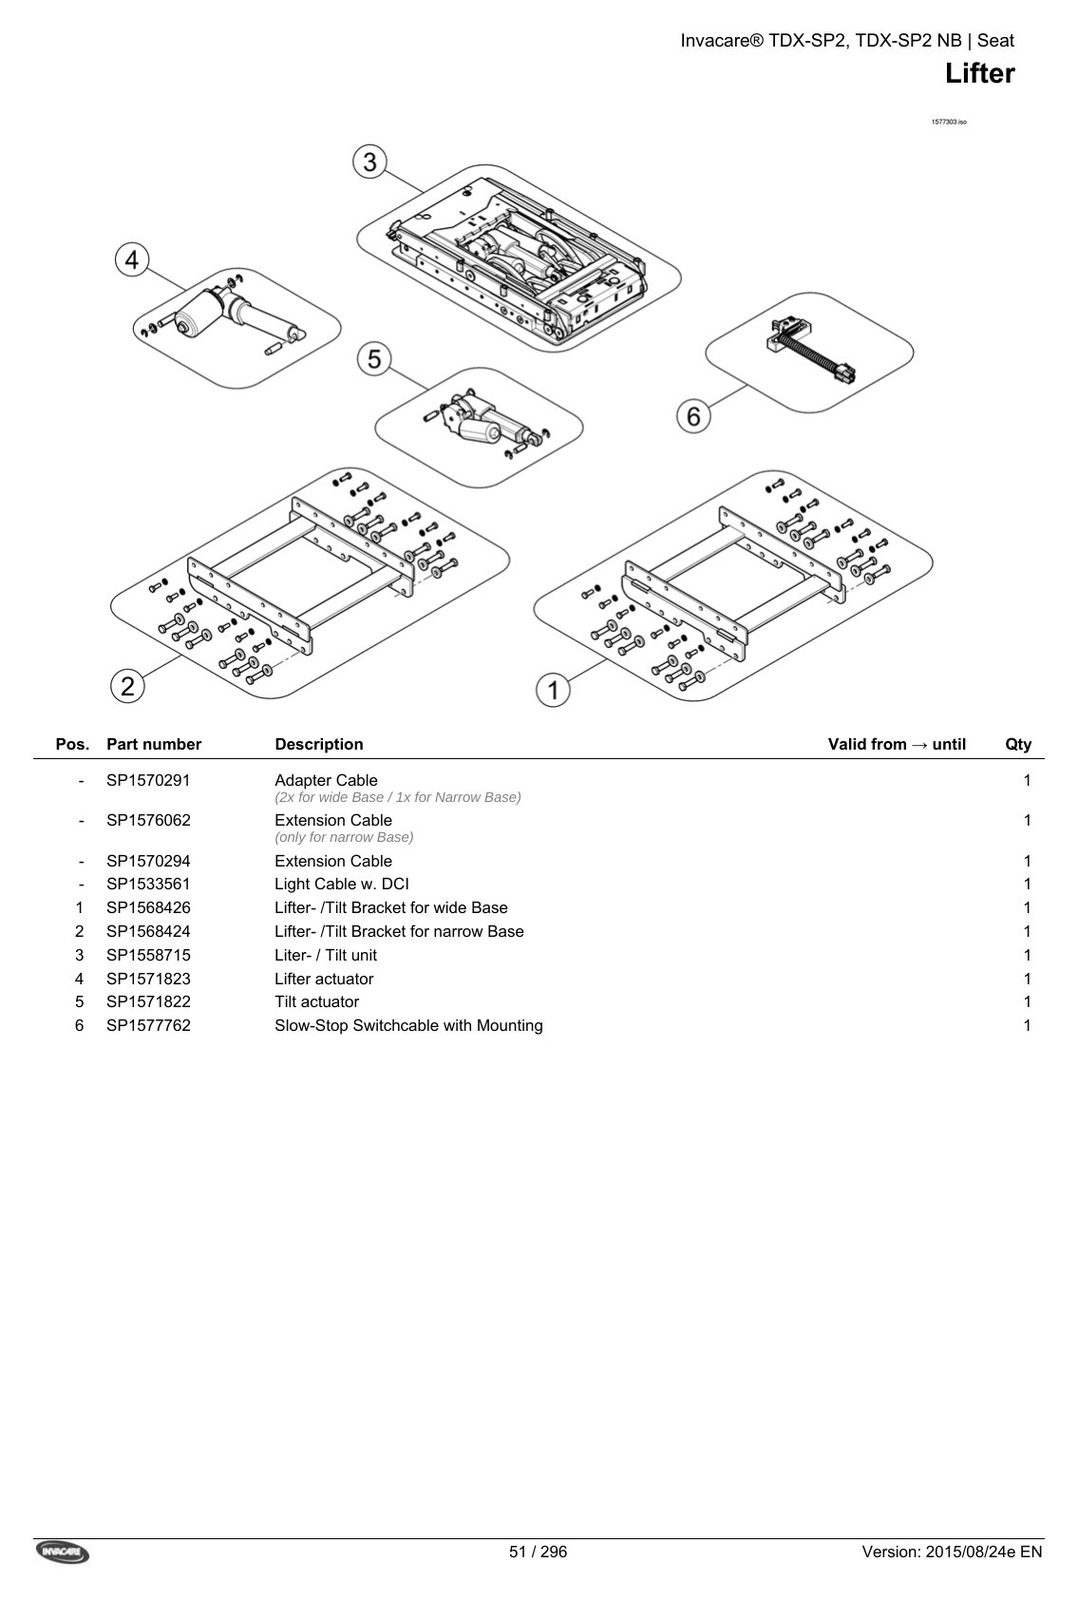 Invacare® TDX-SP2, TDX-SP2 NB | Seat
Lifter
1577303.iso
3
4
5
6
2
1
Pos. Part number Description Valid from → until Qty
- SP1570291 Adapter Cable 1
(2x for wide Base / 1x for Narrow Base)
- SP1576062 Extension Cable 1
(only for narrow Base)
- SP1570294 Extension Cable 1
- SP1533561 Light Cable w. DCI 1
1 SP1568426 Lifter- /Tilt Bracket for wide Base 1
2 SP1568424 Lifter- /Tilt Bracket for narrow Base 1
3 SP1558715 Liter- / Tilt unit 1
4 SP1571823 Lifter actuator 1
5 SP1571822 Tilt actuator 1
6 SP1577762 Slow-Stop Switchcable with Mounting 1
INVACARE 51 / 296 Version: 2015/08/24e EN